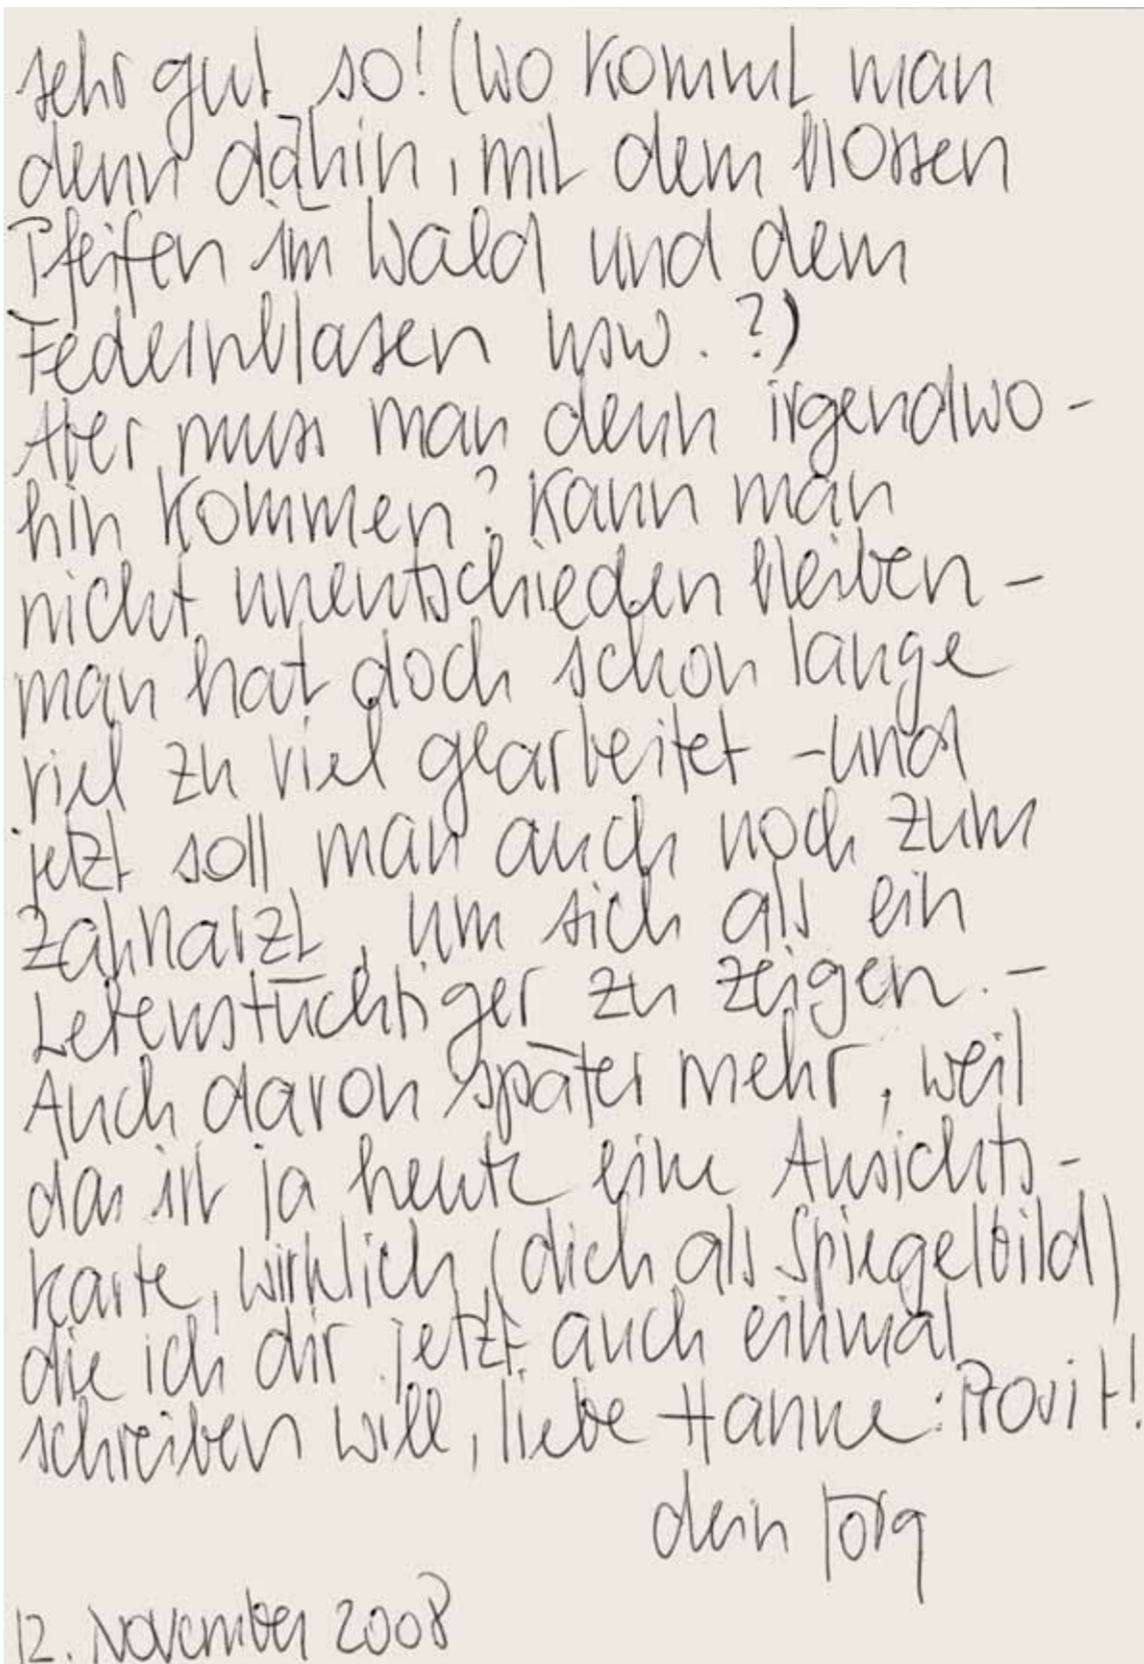 sehr gut so! (Wo kommt man
denn dahin, mit dem blossen
Pfeifen im Wald und dem
Federnblasen usw. ?)
Aber muss man denn irgendwo-
hin kommen? Kann man
nicht unentschieden bleiben -
man hat doch schon lange
viel zu viel gearbeitet - und
jetzt soll man auch noch zum
Zahnarzt, um sich als ein
Lebenstüchtiger zu zeigen. -
Auch davon später mehr, weil
das ist ja heute eine Ansichts-
karte, wirklich, (dich als Spiegelbild)
die ich dir jetzt auch einmal
schreiben will, liebe Hanne: Prosit!
dein Jörg
12. November 2008